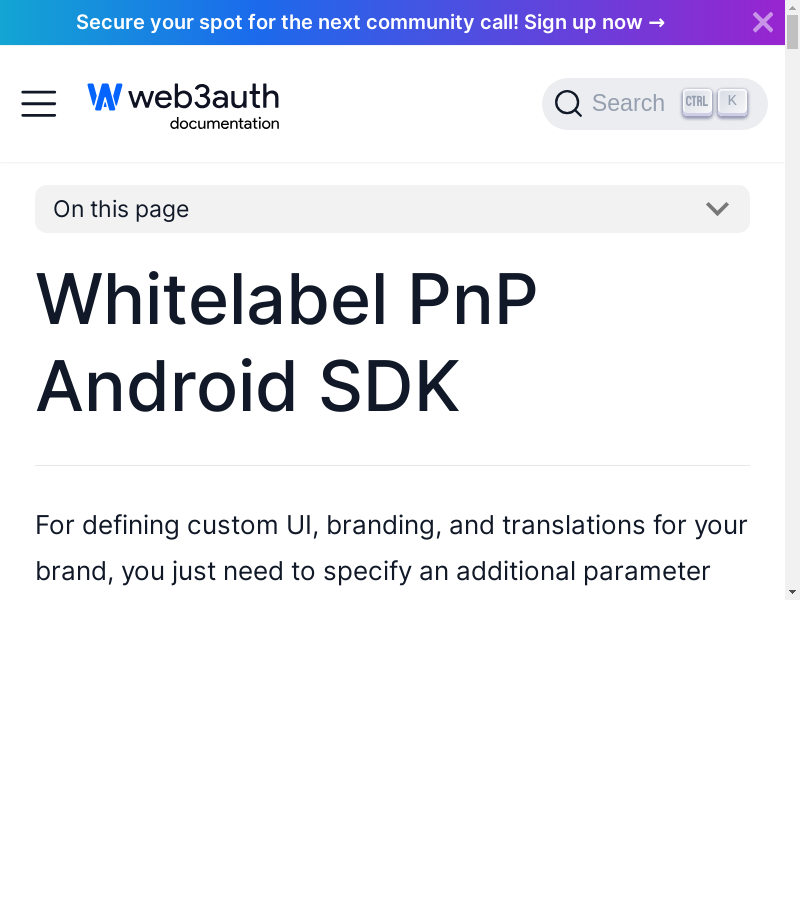 Secure your spot for the next community call! Sign up now →
web3auth
documentation
Search CTRL K
On this page
Whitelabel PnP
Android SDK
For defining custom UI, branding, and translations for your
brand, you just need to specify an additional parameter